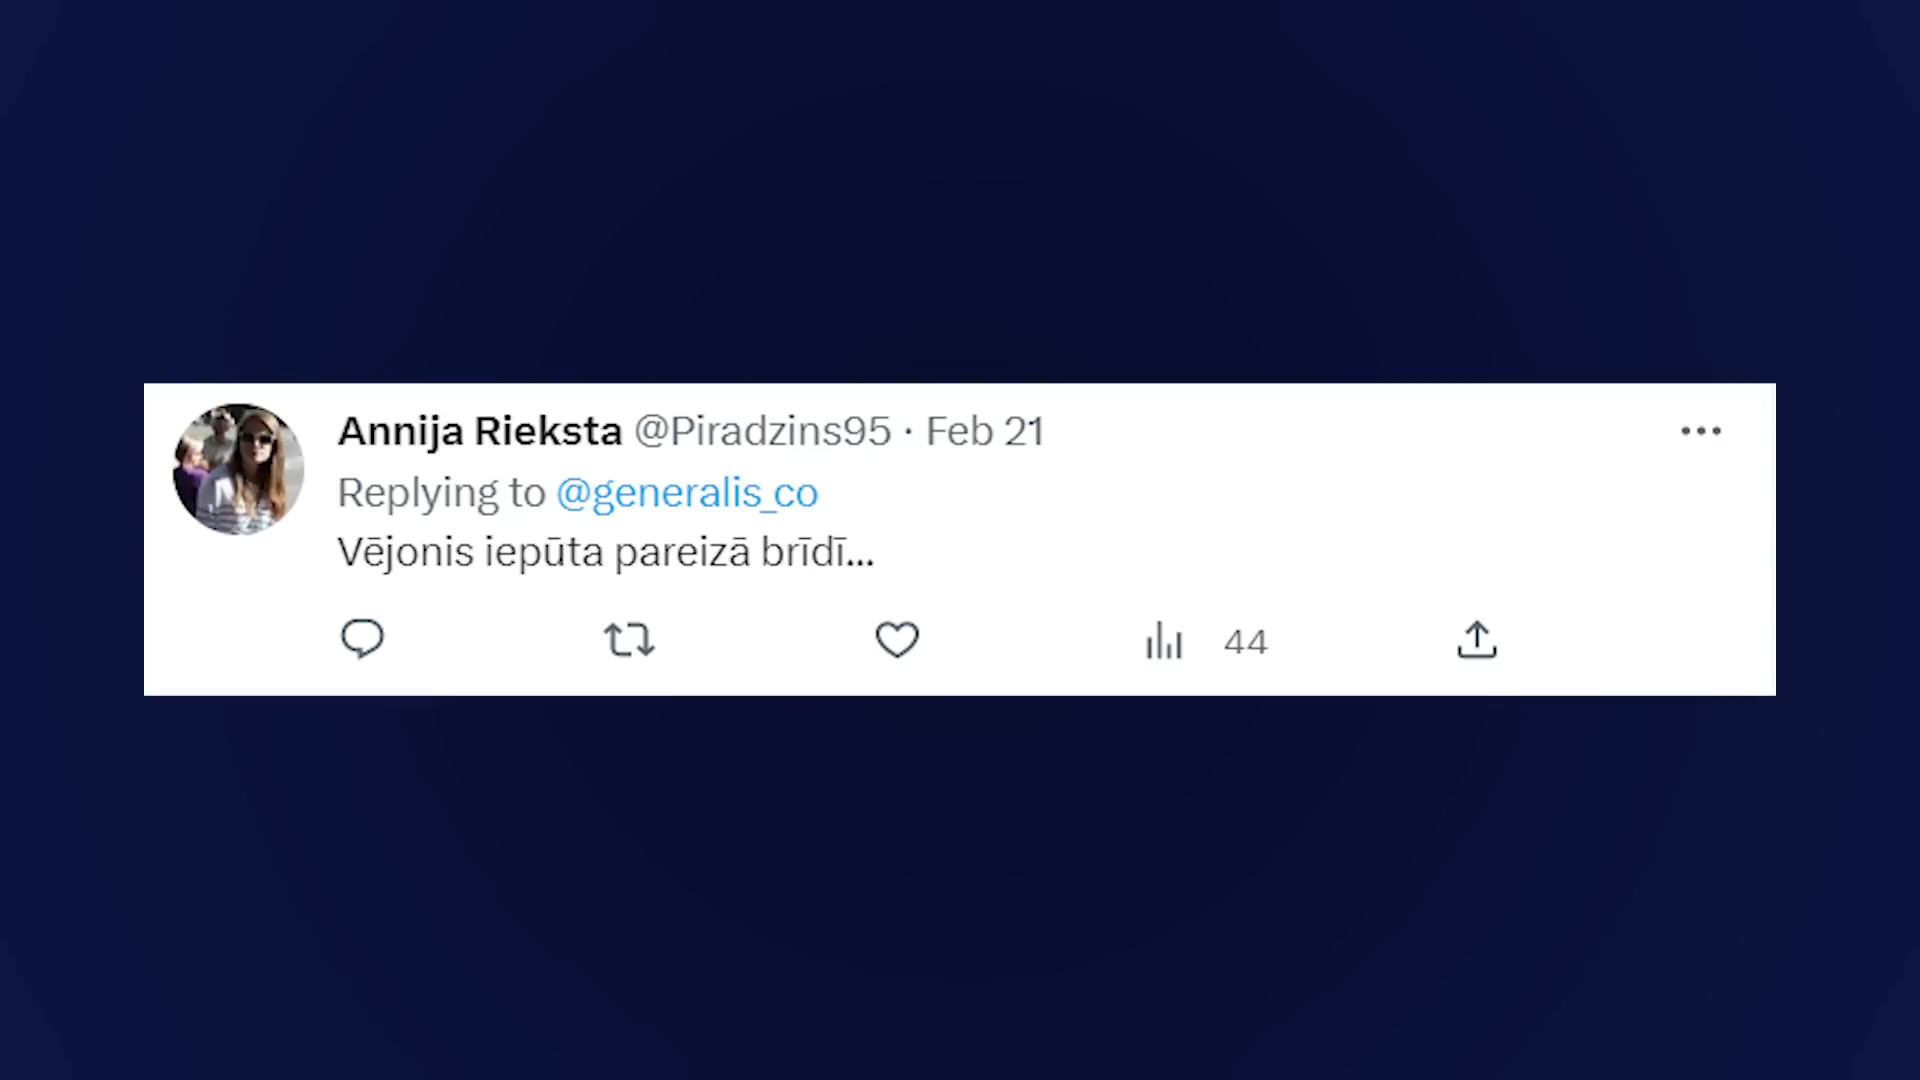 Annija Rieksta @Piradzins95 · Feb 21
Replying to @generalis_co
Vējonis iepūta pareizā brīdī...
44